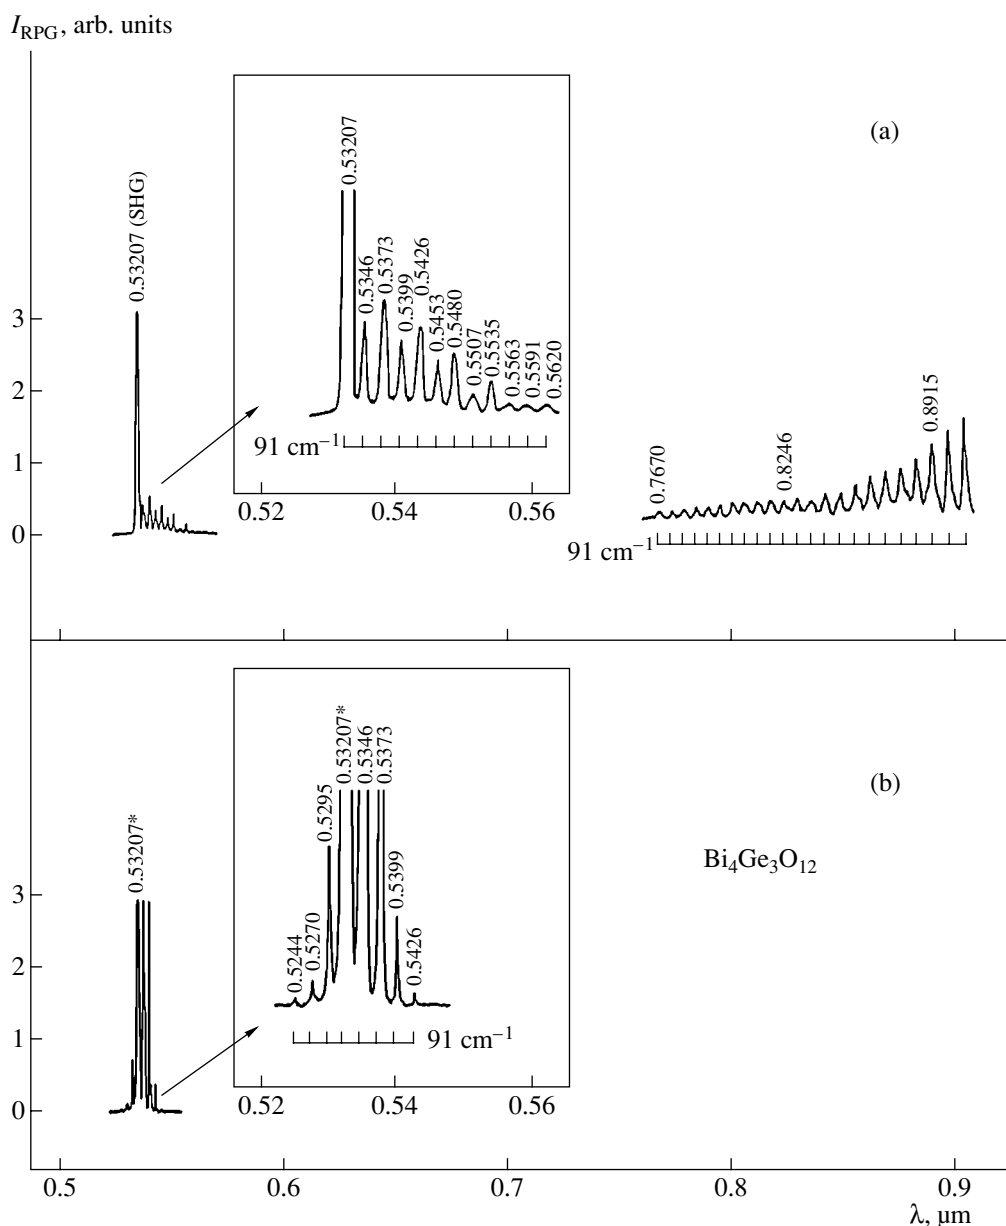 I_RPG, arb. units
(a)
0.53207 (SHG)
3
2
1
0
0.53207
0.5346
0.5373
0.5399
0.5426
0.5453
0.5480
0.5507
0.5535
0.5563
0.5591
0.5620
91 cm⁻¹
0.52 0.54 0.56
0.7670
0.8246
0.8915
91 cm⁻¹
(b)
Bi₄Ge₃O₁₂
0.53207*
3
2
1
0
0.5244
0.5270
0.5295
0.53207*
0.5346
0.5373
0.5399
0.5426
91 cm⁻¹
0.52 0.54 0.56
0.5 0.6 0.7 0.8 0.9
λ, μm